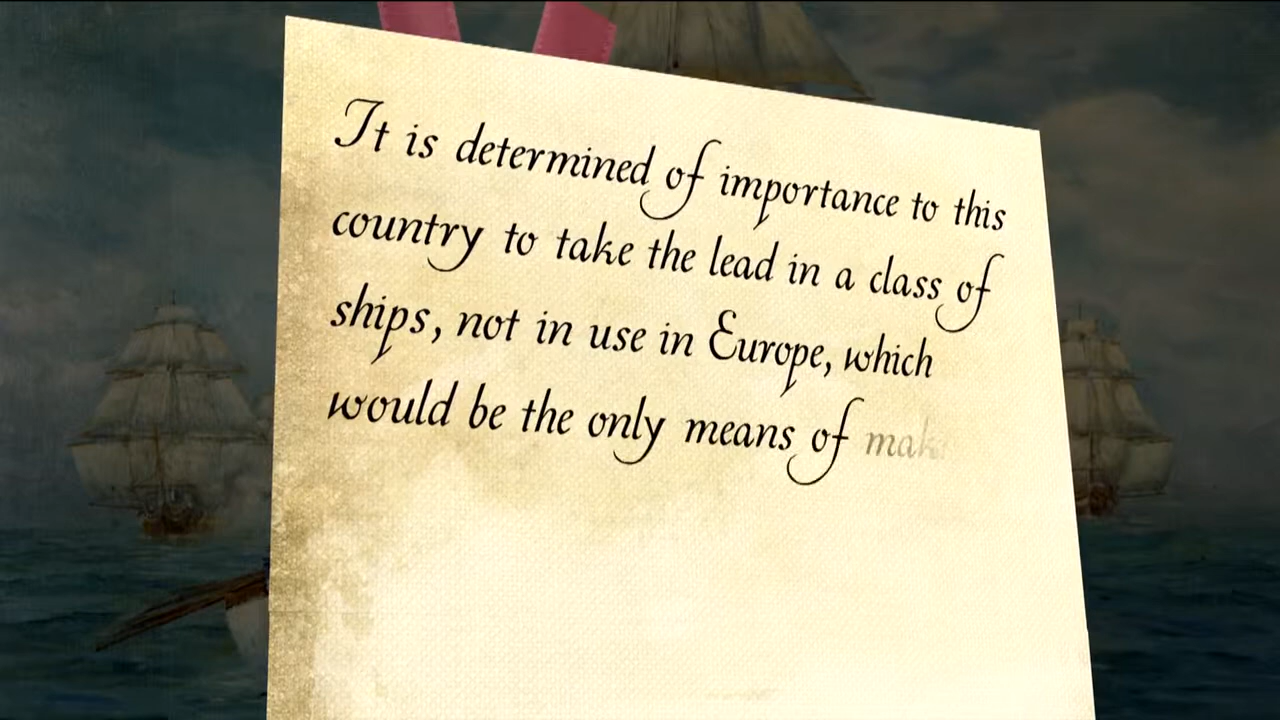 It is determined of importance to this
country to take the lead in a class of
ships, not in use in Europe, which
would be the only means of